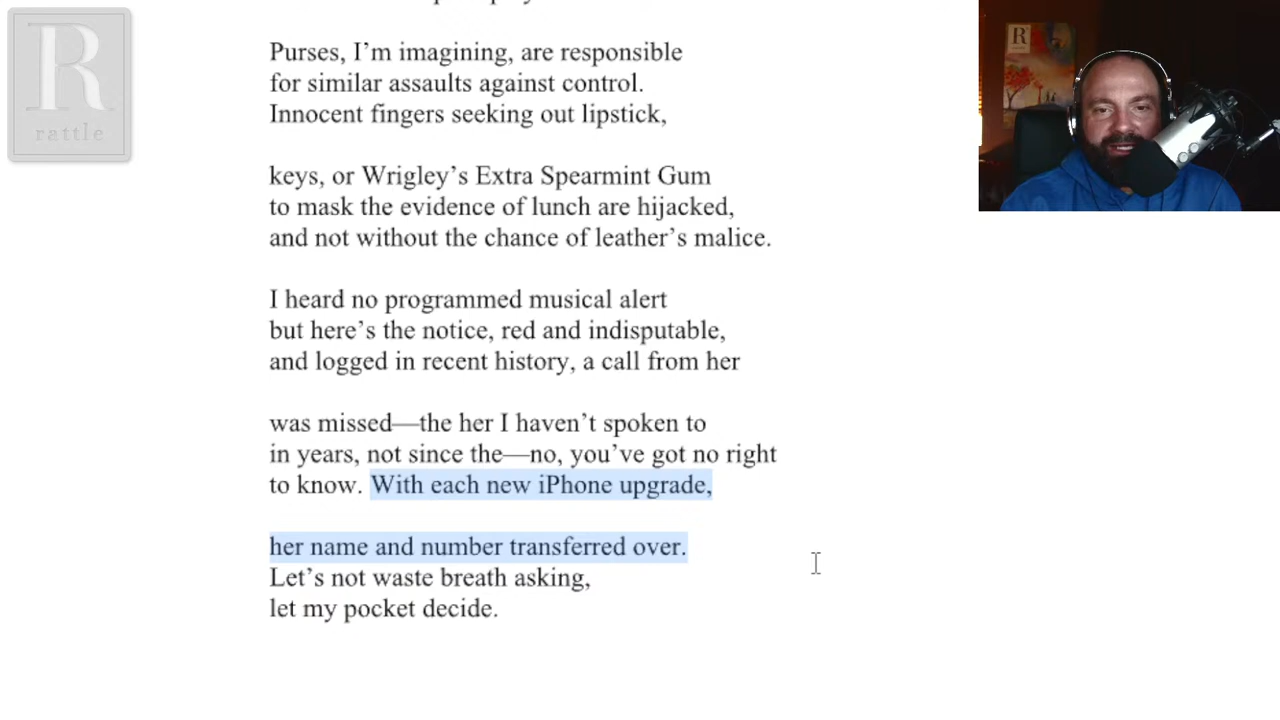 R
rattle
R
Purses, I'm imagining, are responsible
for similar assaults against control.
Innocent fingers seeking out lipstick,
keys, or Wrigley's Extra Spearmint Gum
to mask the evidence of lunch are hijacked,
and not without the chance of leather's malice.
I heard no programmed musical alert
but here's the notice, red and indisputable,
and logged in recent history, a call from her
was missed—the her I haven't spoken to
in years, not since the—no, you've got no right
to know. With each new iPhone upgrade,
her name and number transferred over.
Let's not waste breath asking,
let my pocket decide.